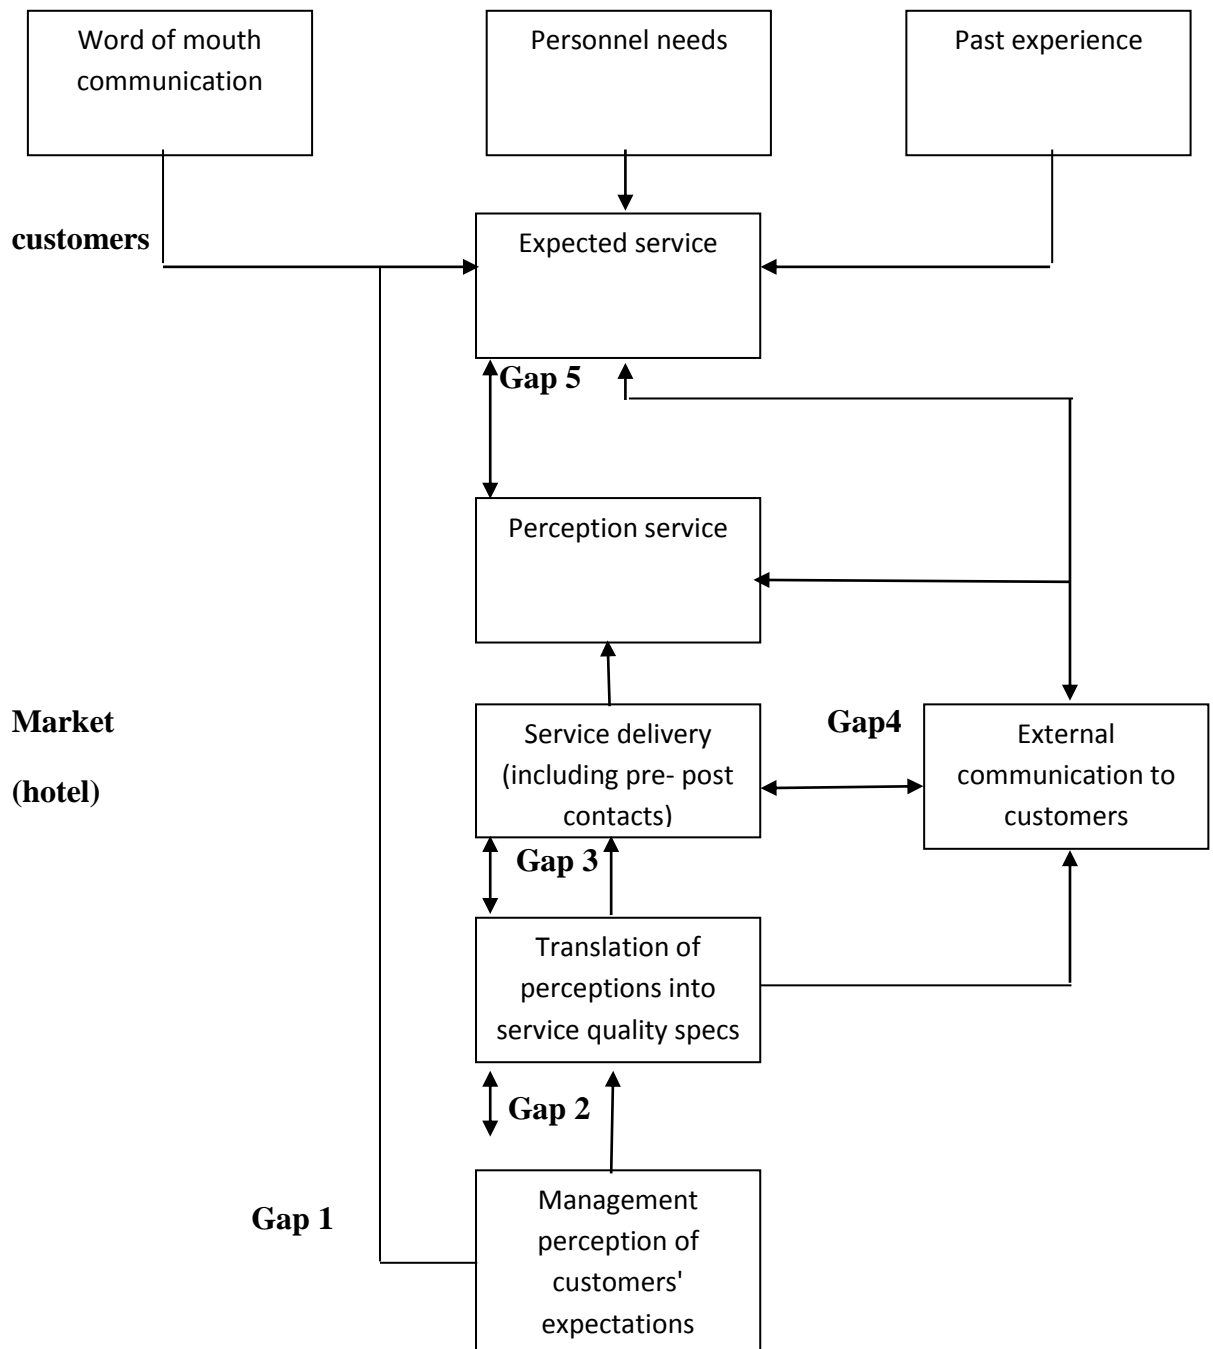 Word of mouth
communication
Personnel needs
Past experience
customers
Expected service
Gap 5
Perception service
Market
(hotel)
Service delivery
(including pre- post
contacts)
Gap4
External
communication to
customers
Gap 3
Translation of
perceptions into
service quality specs
Gap 2
Gap 1
Management
perception of
customers'
expectations